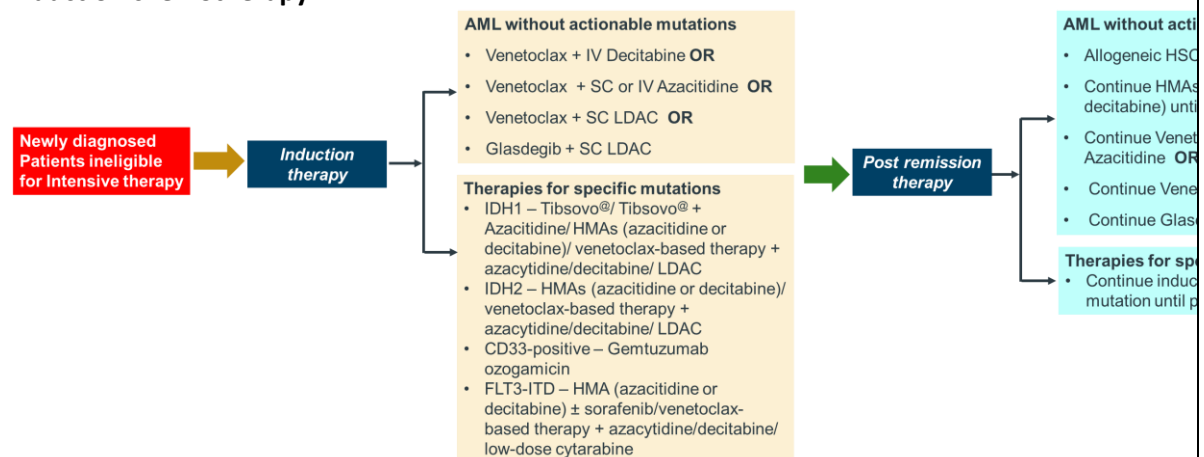 AML without actionable mutations
• Venetoclax + IV Decitabine OR
• Venetoclax + SC or IV Azacitidine OR
• Venetoclax + SC LDAC OR
• Glasdegib + SC LDAC
Newly diagnosed
Patients ineligible
for Intensive therapy
Induction
therapy
Therapies for specific mutations
• IDH1 – Tibsovo@/ Tibsovo@ +
Azacitidine/ HMAs (azacitidine or
decitabine)/ venetoclax-based therapy +
azacytidine/decitabine/ LDAC
• IDH2 – HMAs (azacitidine or decitabine)/
venetoclax-based therapy +
azacytidine/decitabine/ LDAC
• CD33-positive – Gemtuzumab
ozogamicin
• FLT3-ITD – HMA (azacitidine or
decitabine) ± sorafenib/venetoclax-
based therapy + azacytidine/decitabine/
low-dose cytarabine
Post remission
therapy
AML without acti
• Allogeneic HSC
• Continue HMAs
decitabine) unti
• Continue Venet
Azacitidine OR
• Continue Vene
• Continue Glasd
Therapies for spe
• Continue induc
mutation until p